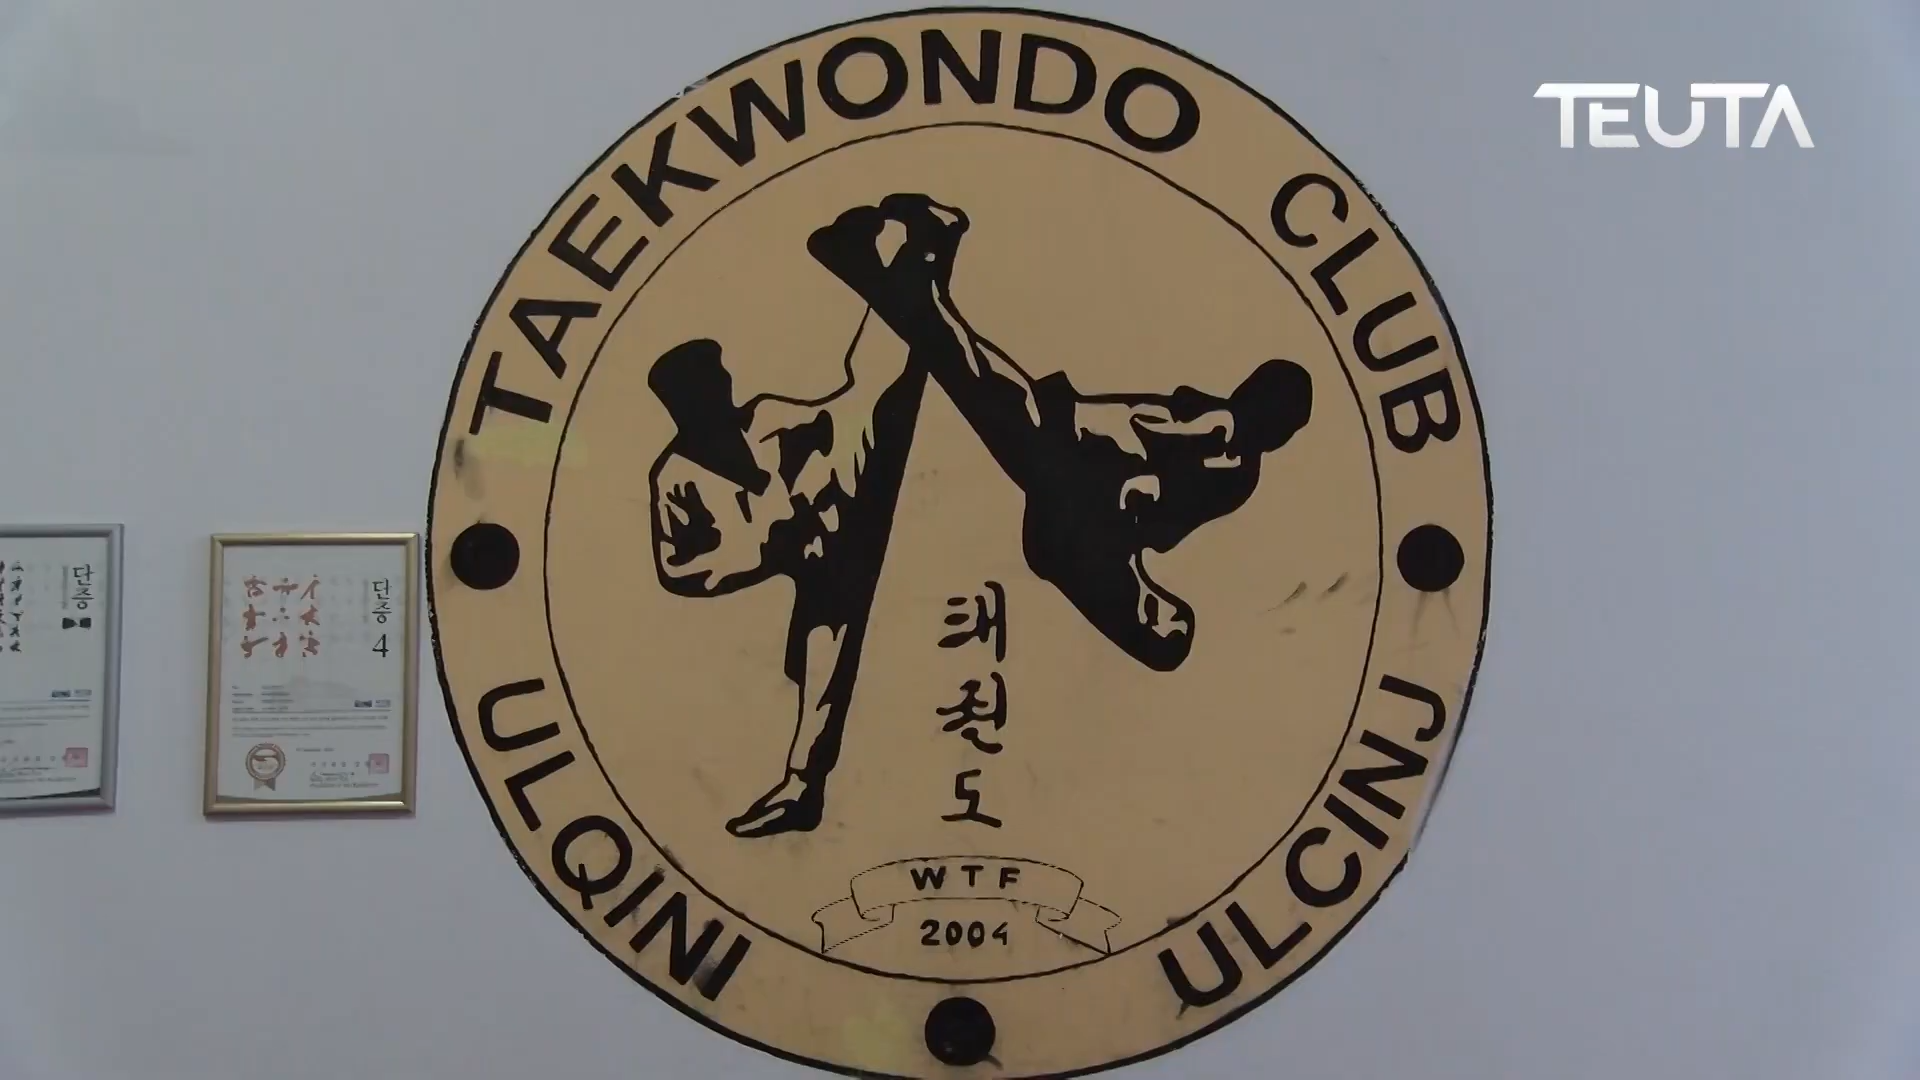 TEUTA
TAEKWONDO CLUB
ULQINI
ULCINJ
태
권
도
WTF
2004
단증
단증
4